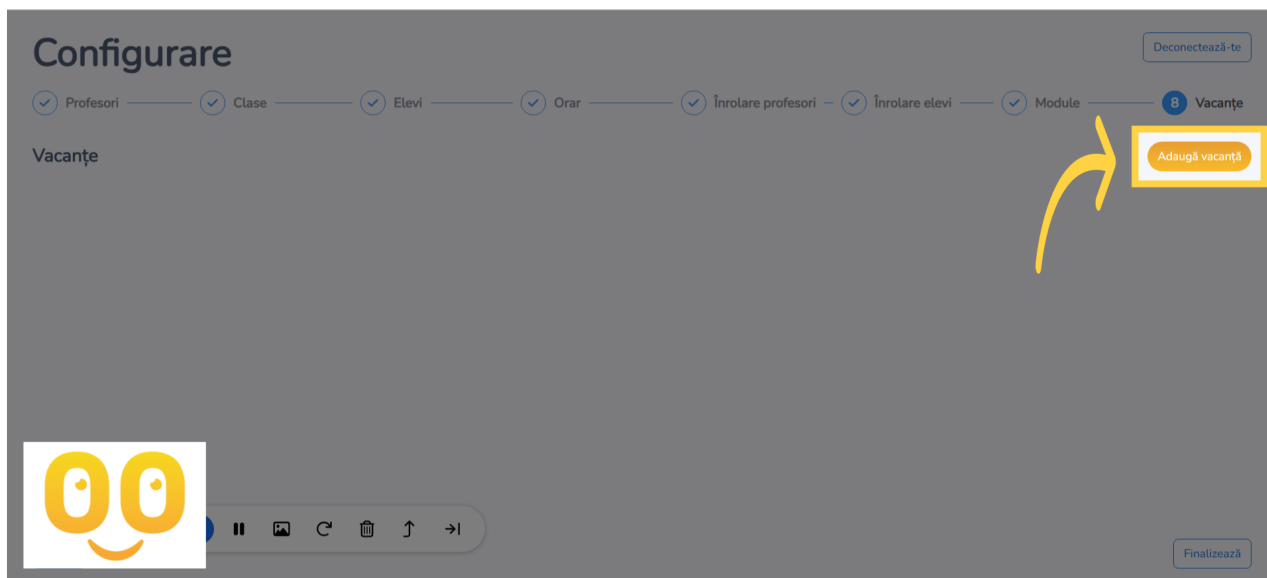 Configurare
Deconectează-te
Profesori
Clase
Elevi
Orar
Înrolare profesori
Înrolare elevi
Module
8 Vacanțe
Vacanțe
Adaugă vacanță
Finalizează